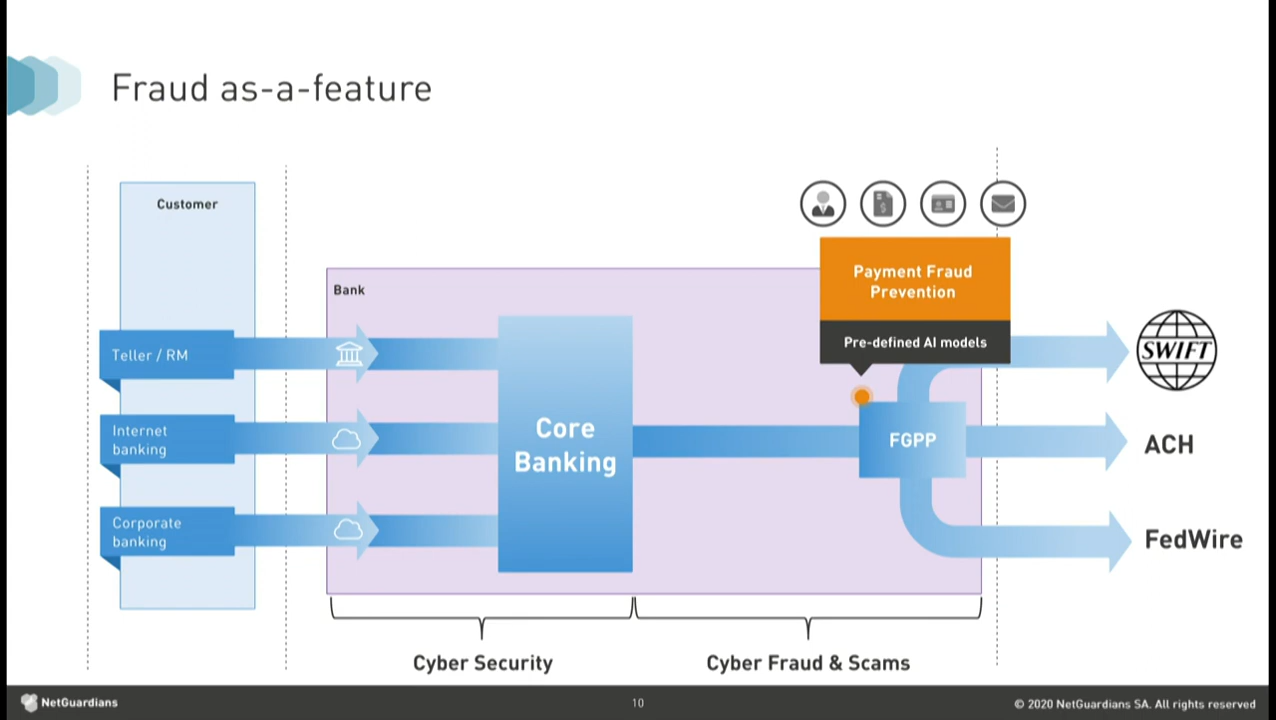 Fraud as-a-feature
Customer
Teller / RM
Internet
banking
Corporate
banking
Bank
Core
Banking
Payment Fraud
Prevention
Pre-defined AI models
FGPP
SWIFT
ACH
FedWire
Cyber Security
Cyber Fraud & Scams
NetGuardians
10
© 2020 NetGuardians SA. All rights reserved